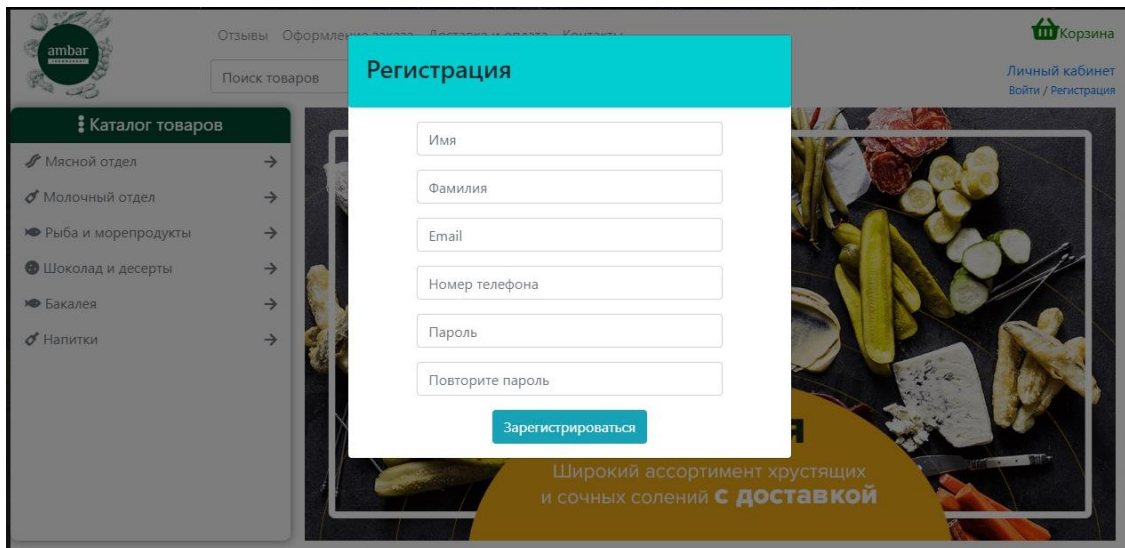 ambar
Отзывы Оформление заказа Доставка и оплата Контакты
Корзина
Поиск товаров
Личный кабинет
Войти / Регистрация
Каталог товаров
Мясной отдел
Молочный отдел
Рыба и морепродукты
Шоколад и десерты
Бакалея
Напитки
Регистрация
Имя
Фамилия
Email
Номер телефона
Пароль
Повторите пароль
Зарегистрироваться
Широкий ассортимент хрустящих
и сочных солений с доставкой